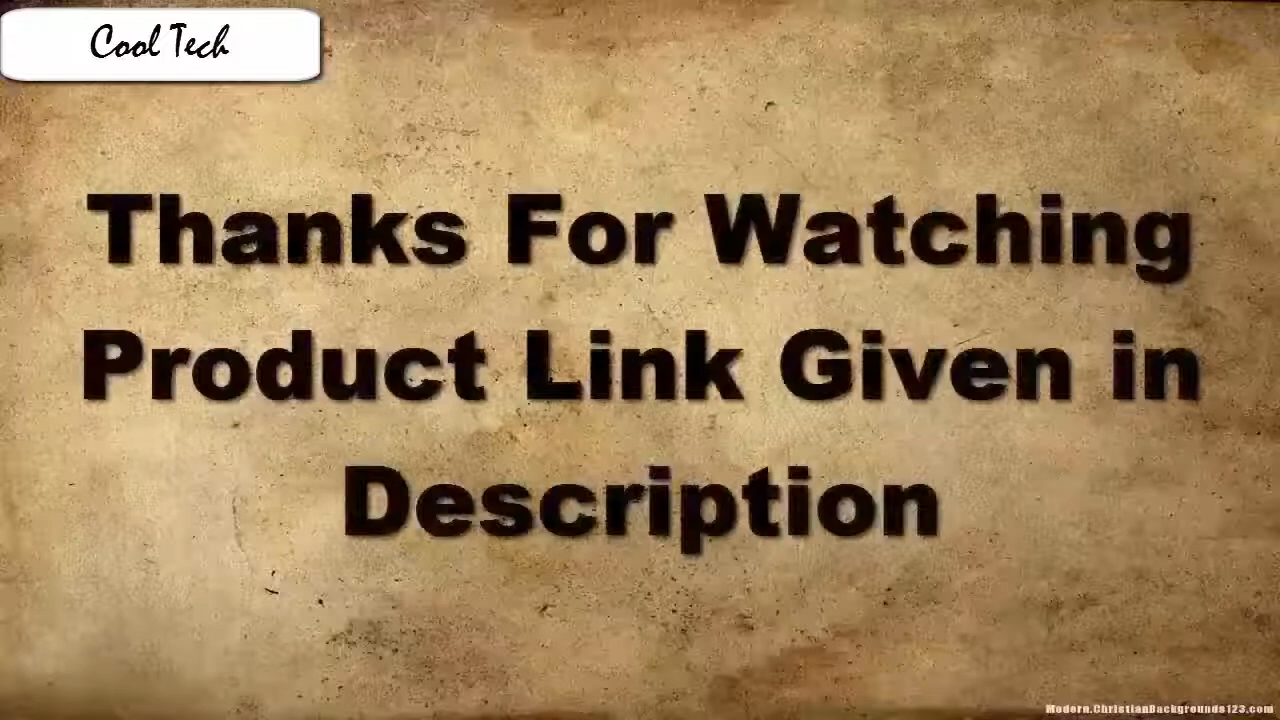 Cool Tech
Thanks For Watching
Product Link Given in
Description
Modern.ChristianBackgrounds123.com